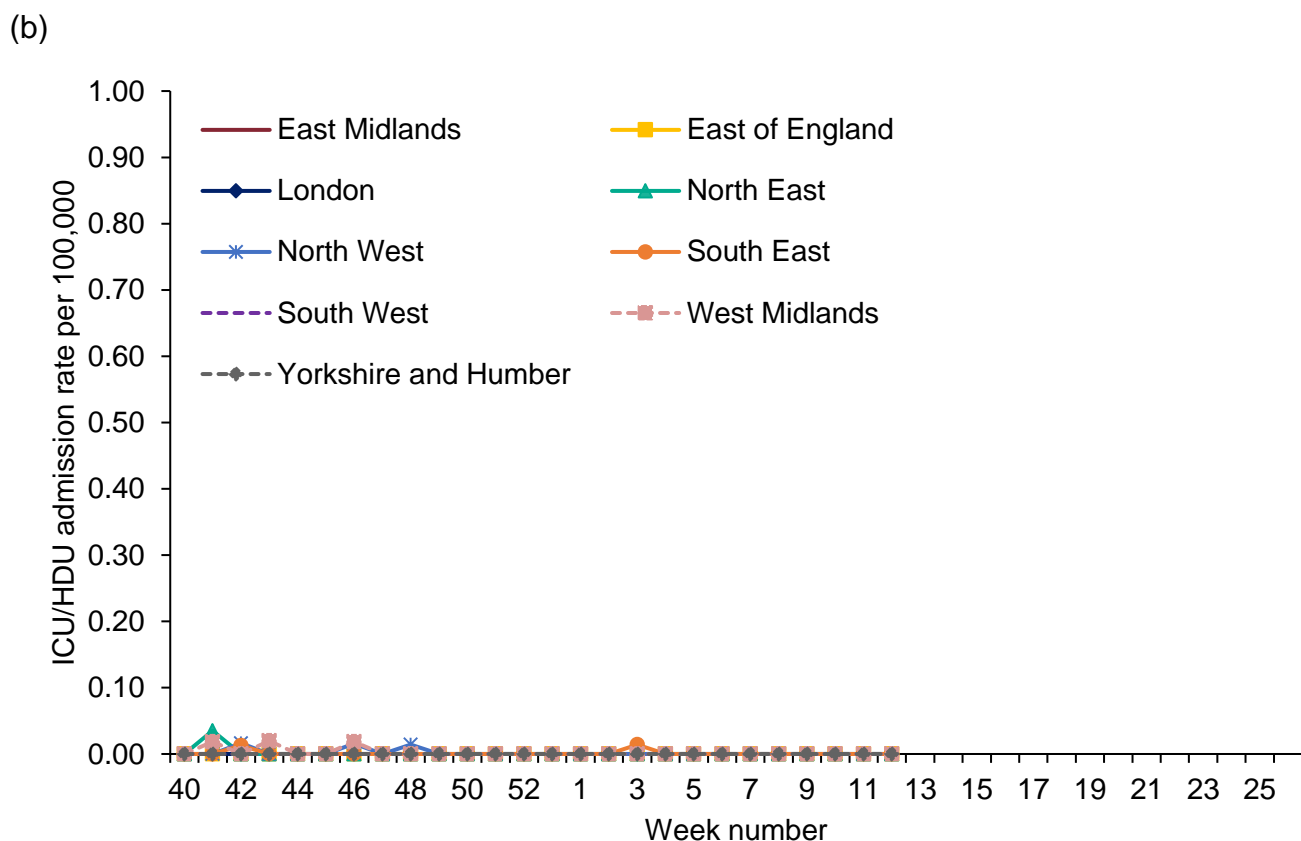 (b)
1.00
0.90
0.80
0.70
0.60
0.50
0.40
0.30
0.20
0.10
0.00
ICU/HDU admission rate per 100,000
East Midlands East of England
London North East
North West South East
South West West Midlands
Yorkshire and Humber
40 42 44 46 48 50 52 1 3 5 7 9 11 13 15 17 19 21 23 25
Week number